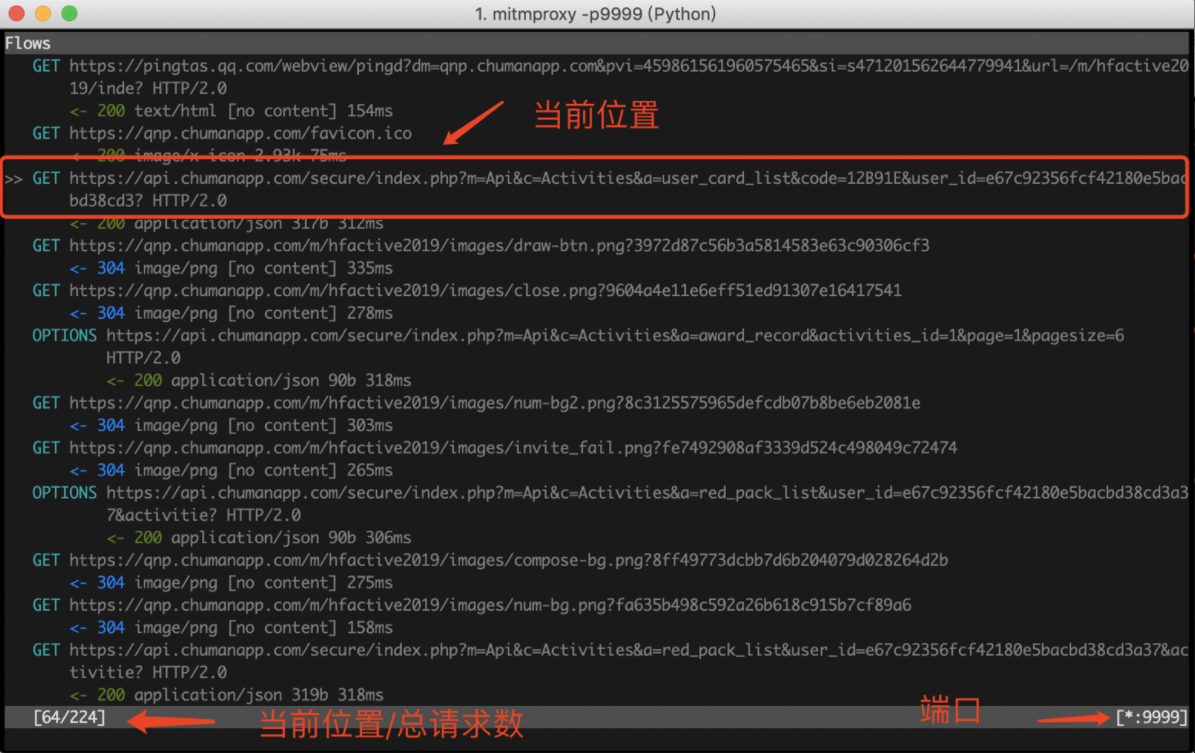 1. mitmproxy -p9999 (Python)
Flows
GET https://pingtas.qq.com/webview/pingd?dm=qnp.chumanapp.com&pvi=459861561960575465&si=s471201562644779941&url=/m/hfactive20
19/inde? HTTP/2.0
<- 200 text/html [no content] 154ms
当前位置
GET https://qnp.chumanapp.com/favicon.ico
<- 200 image/x-icon 2.93k 75ms
>> GET https://api.chumanapp.com/secure/index.php?m=Api&c=Activities&a=user_card_list&code=12B91E&user_id=e67c92356fcf42180e5bac
bd38cd3? HTTP/2.0
<- 200 application/json 317b 312ms
GET https://qnp.chumanapp.com/m/hfactive2019/images/draw-btn.png?3972d87c56b3a5814583e63c90306cf3
<- 304 image/png [no content] 335ms
GET https://qnp.chumanapp.com/m/hfactive2019/images/close.png?9604a4e11e6eff51ed91307e16417541
<- 304 image/png [no content] 278ms
OPTIONS https://api.chumanapp.com/secure/index.php?m=Api&c=Activities&a=award_record&activities_id=1&page=1&pagesize=6
HTTP/2.0
<- 200 application/json 90b 318ms
GET https://qnp.chumanapp.com/m/hfactive2019/images/num-bg2.png?8c3125575965defcdb07b8be6eb2081e
<- 304 image/png [no content] 303ms
GET https://qnp.chumanapp.com/m/hfactive2019/images/invite_fail.png?fe7492908af3339d524c498049c72474
<- 304 image/png [no content] 265ms
OPTIONS https://api.chumanapp.com/secure/index.php?m=Api&c=Activities&a=red_pack_list&user_id=e67c92356fcf42180e5bacbd38cd3a3
7&activitie? HTTP/2.0
<- 200 application/json 90b 306ms
GET https://qnp.chumanapp.com/m/hfactive2019/images/compose-bg.png?8ff49773dcbb7d6b204079d028264d2b
<- 304 image/png [no content] 275ms
GET https://qnp.chumanapp.com/m/hfactive2019/images/num-bg.png?fa635b498c592a26b618c915b7cf89a6
<- 304 image/png [no content] 158ms
GET https://api.chumanapp.com/secure/index.php?m=Api&c=Activities&a=red_pack_list&user_id=e67c92356fcf42180e5bacbd38cd3a37&ac
tivitie? HTTP/2.0
<- 200 application/json 319b 318ms
[64/224] 当前位置/总请求数 端口 [*:9999]